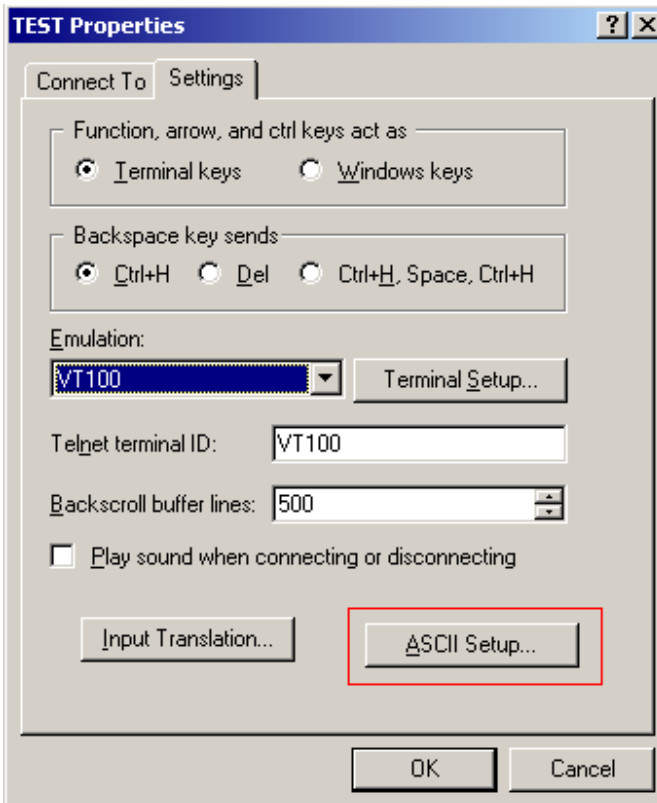 TEST Properties
Connect To Settings
Function, arrow, and ctrl keys act as
Terminal keys Windows keys
Backspace key sends
Ctrl+H Del Ctrl+H, Space, Ctrl+H
Emulation:
VT100 Terminal Setup...
Telnet terminal ID: VT100
Backscroll buffer lines: 500
Play sound when connecting or disconnecting
Input Translation... ASCII Setup...
OK Cancel